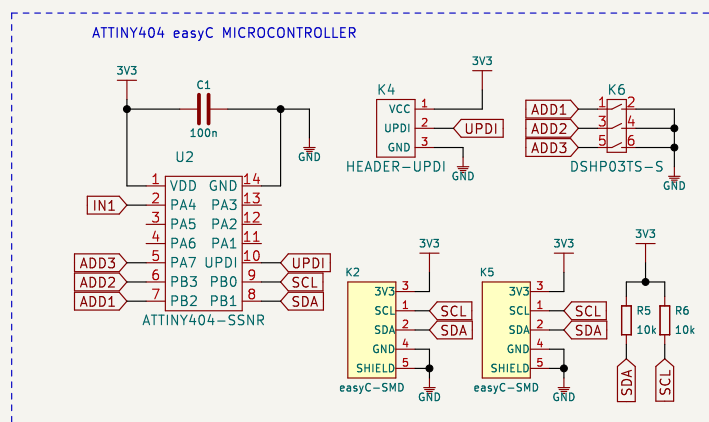 ATTINY404 easyC MICROCONTROLLER
3V3
C1
100n
GND
U2
1 VDD GND 14
IN1 2 PA4 PA3 13
3 PA5 PA2 12
4 PA6 PA1 11
ADD3 5 PA7 UPDI 10 UPDI
ADD2 6 PB3 PB0 9 SCL
ADD1 7 PB2 PB1 8 SDA
ATTINY404-SSNR
3V3
K4
VCC 1
UPDI 2 UPDI
GND 3
GND
HEADER-UPDI
K6
ADD1 1 2
ADD2 3 4
ADD3 5 6
DSHP03TS-S
GND
3V3
K2
3V3 3
SCL 1 SCL
SDA 2 SDA
GND 4
SHIELD 5
easyC-SMD
GND
3V3
K5
3V3 3
SCL 1 SCL
SDA 2 SDA
GND 4
SHIELD 5
easyC-SMD
GND
3V3
R5 R6
10k 10k
SDA SCL